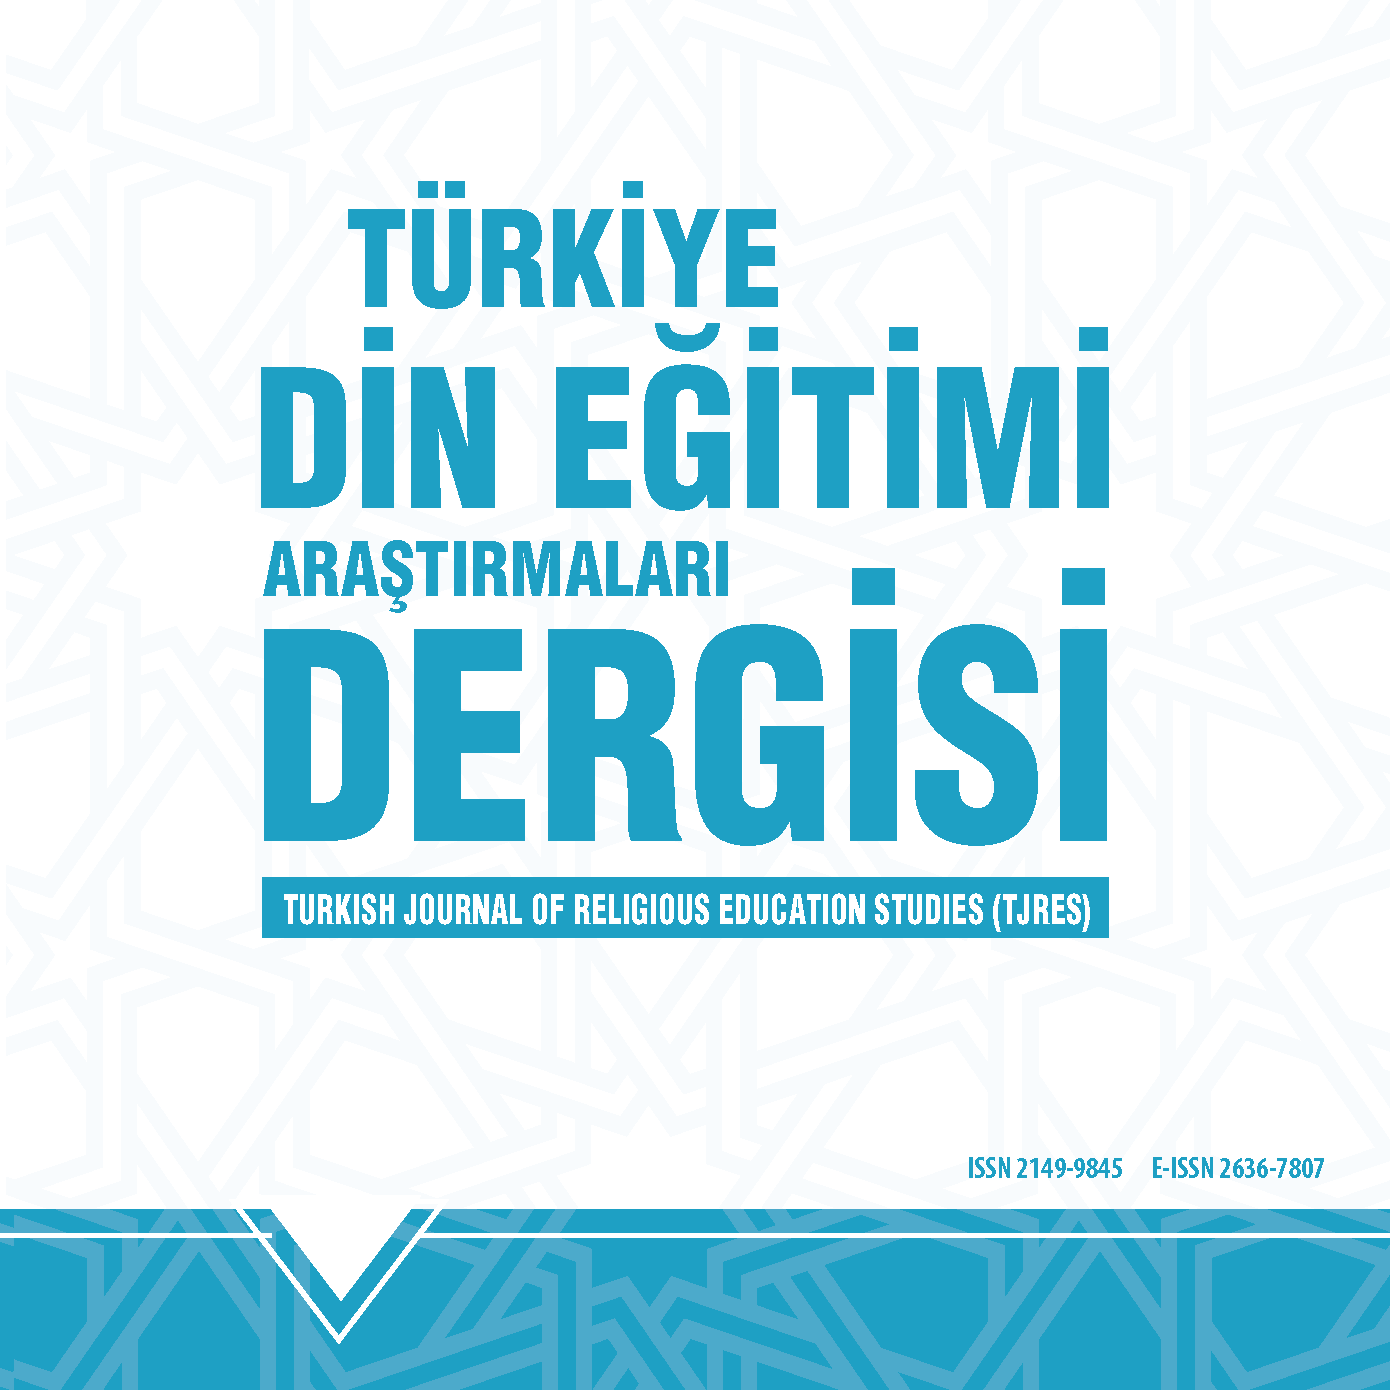 TÜRKİYE
DİN EĞİTİMİ
ARAŞTIRMALARI
DERGİSİ
TURKISH JOURNAL OF RELIGIOUS EDUCATION STUDIES (TJRES)
ISSN 2149-9845 E-ISSN 2636-7807